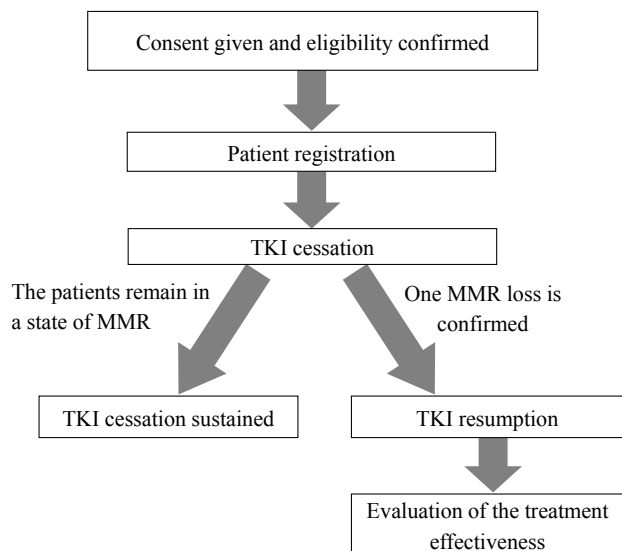 Consent given and eligibility confirmed
Patient registration
TKI cessation
The patients remain in
a state of MMR
One MMR loss is
confirmed
TKI cessation sustained
TKI resumption
Evaluation of the treatment
effectiveness